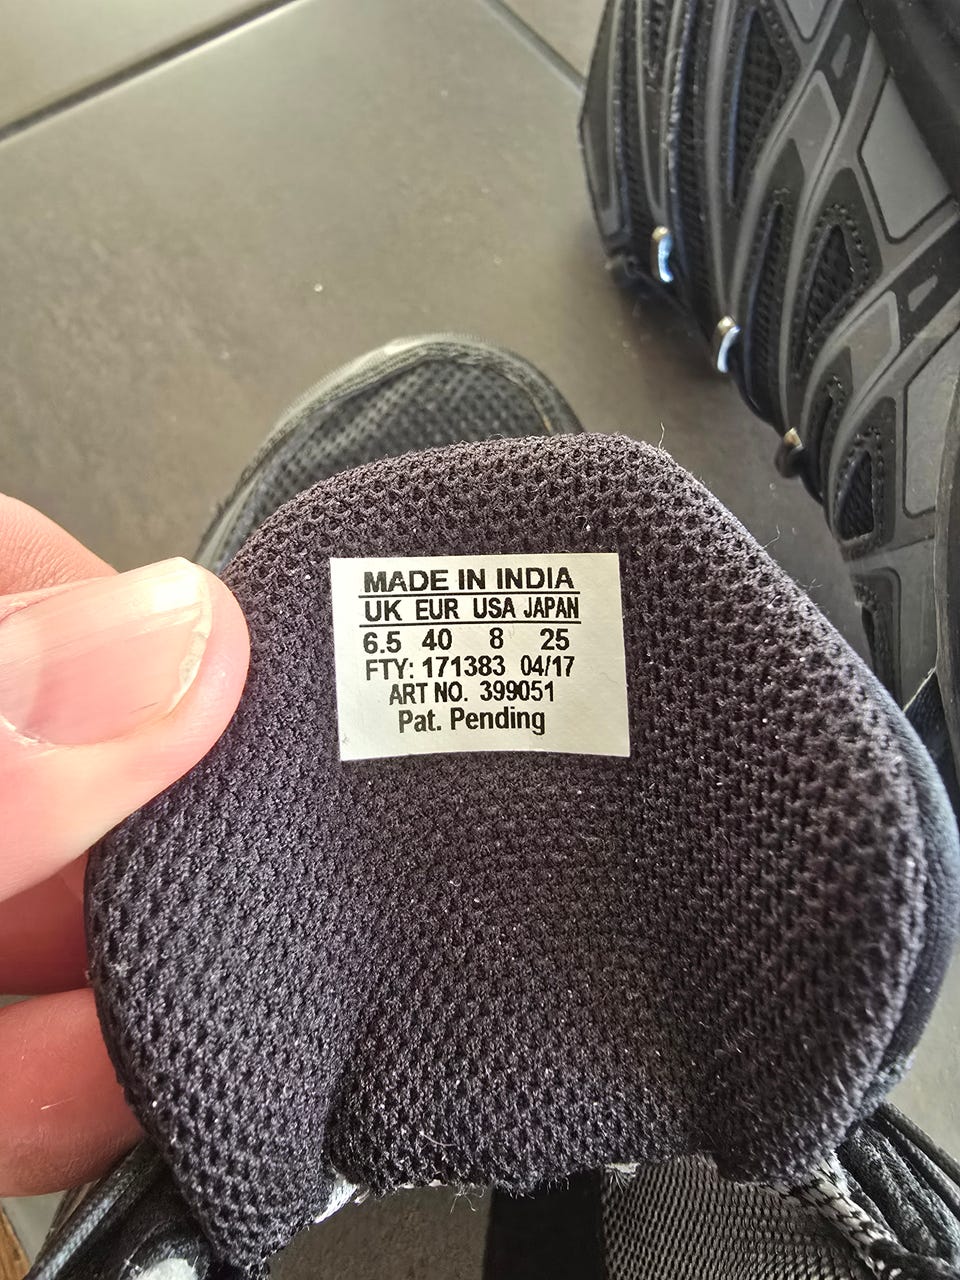 MADE IN INDIA
UK EUR USA JAPAN
6.5 40 8 25
FTY: 171383 04/17
ART NO. 399051
Pat. Pending